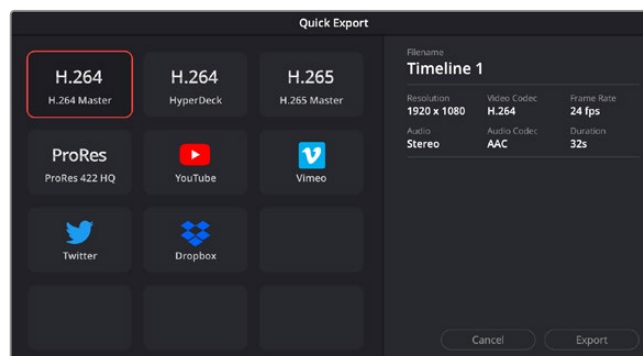 Quick Export
H.264
H.264 Master
H.264
HyperDeck
H.265
H.265 Master
ProRes
ProRes 422 HQ
YouTube
Vimeo
Twitter
Dropbox
Filename
Timeline 1
Resolution Video Codec Frame Rate
1920 x 1080 H.264 24 fps
Audio Audio Codec Duration
Stereo AAC 32s
Cancel Export